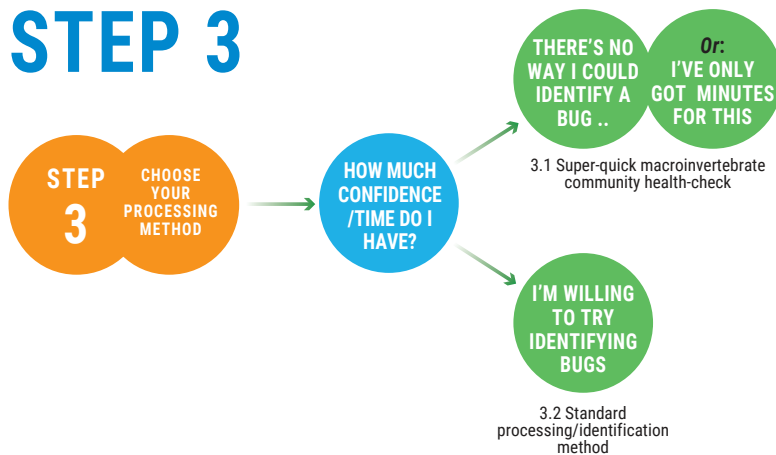 STEP 3
STEP
3
CHOOSE
YOUR
PROCESSING
METHOD
HOW MUCH
CONFIDENCE
/TIME DO I
HAVE?
THERE'S NO
WAY I COULD
IDENTIFY A
BUG ..
Or:
I'VE ONLY
GOT MINUTES
FOR THIS
3.1 Super-quick macroinvertebrate
community health-check
I'M WILLING
TO TRY
IDENTIFYING
BUGS
3.2 Standard
processing/identification
method